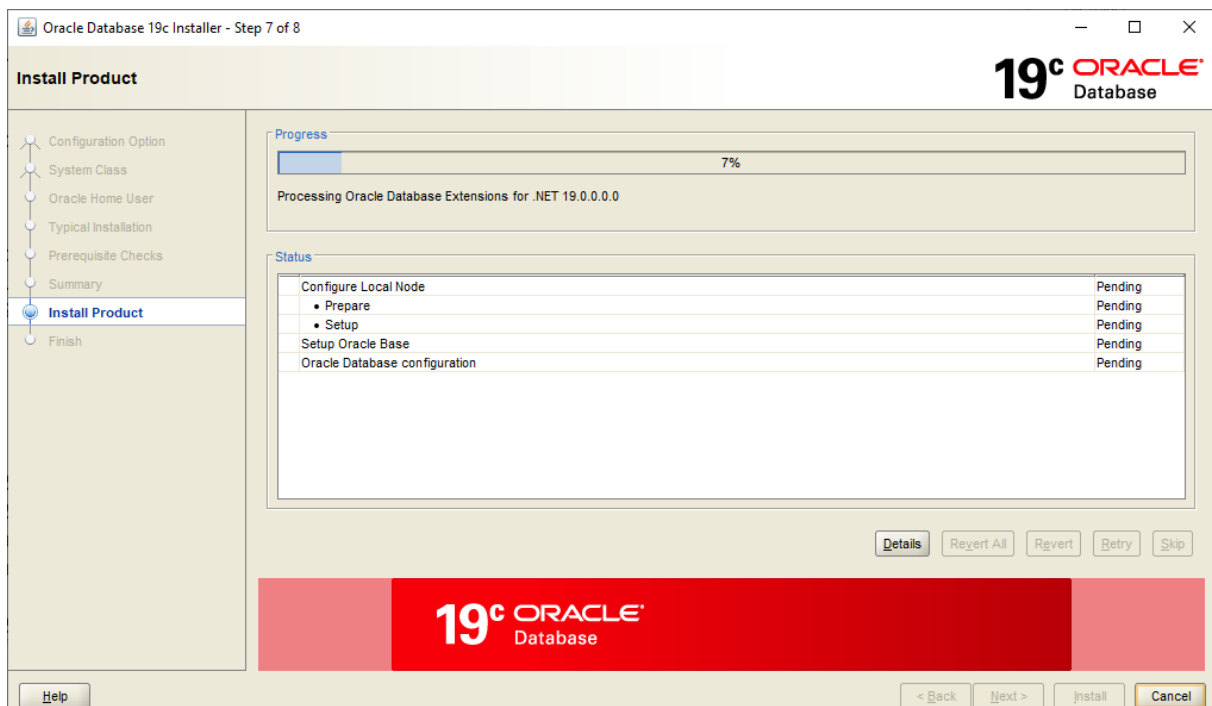 Oracle Database 19c Installer - Step 7 of 8
Install Product
19c ORACLE
Database
Configuration Option
System Class
Oracle Home User
Typical Installation
Prerequisite Checks
Summary
Install Product
Finish
Progress
7%
Processing Oracle Database Extensions for .NET 19.0.0.0.0
Status
Configure Local Node Pending
• Prepare Pending
• Setup Pending
Setup Oracle Base Pending
Oracle Database configuration Pending
Details Revert All Revert Retry Skip
19c ORACLE
Database
Help < Back Next > Install Cancel